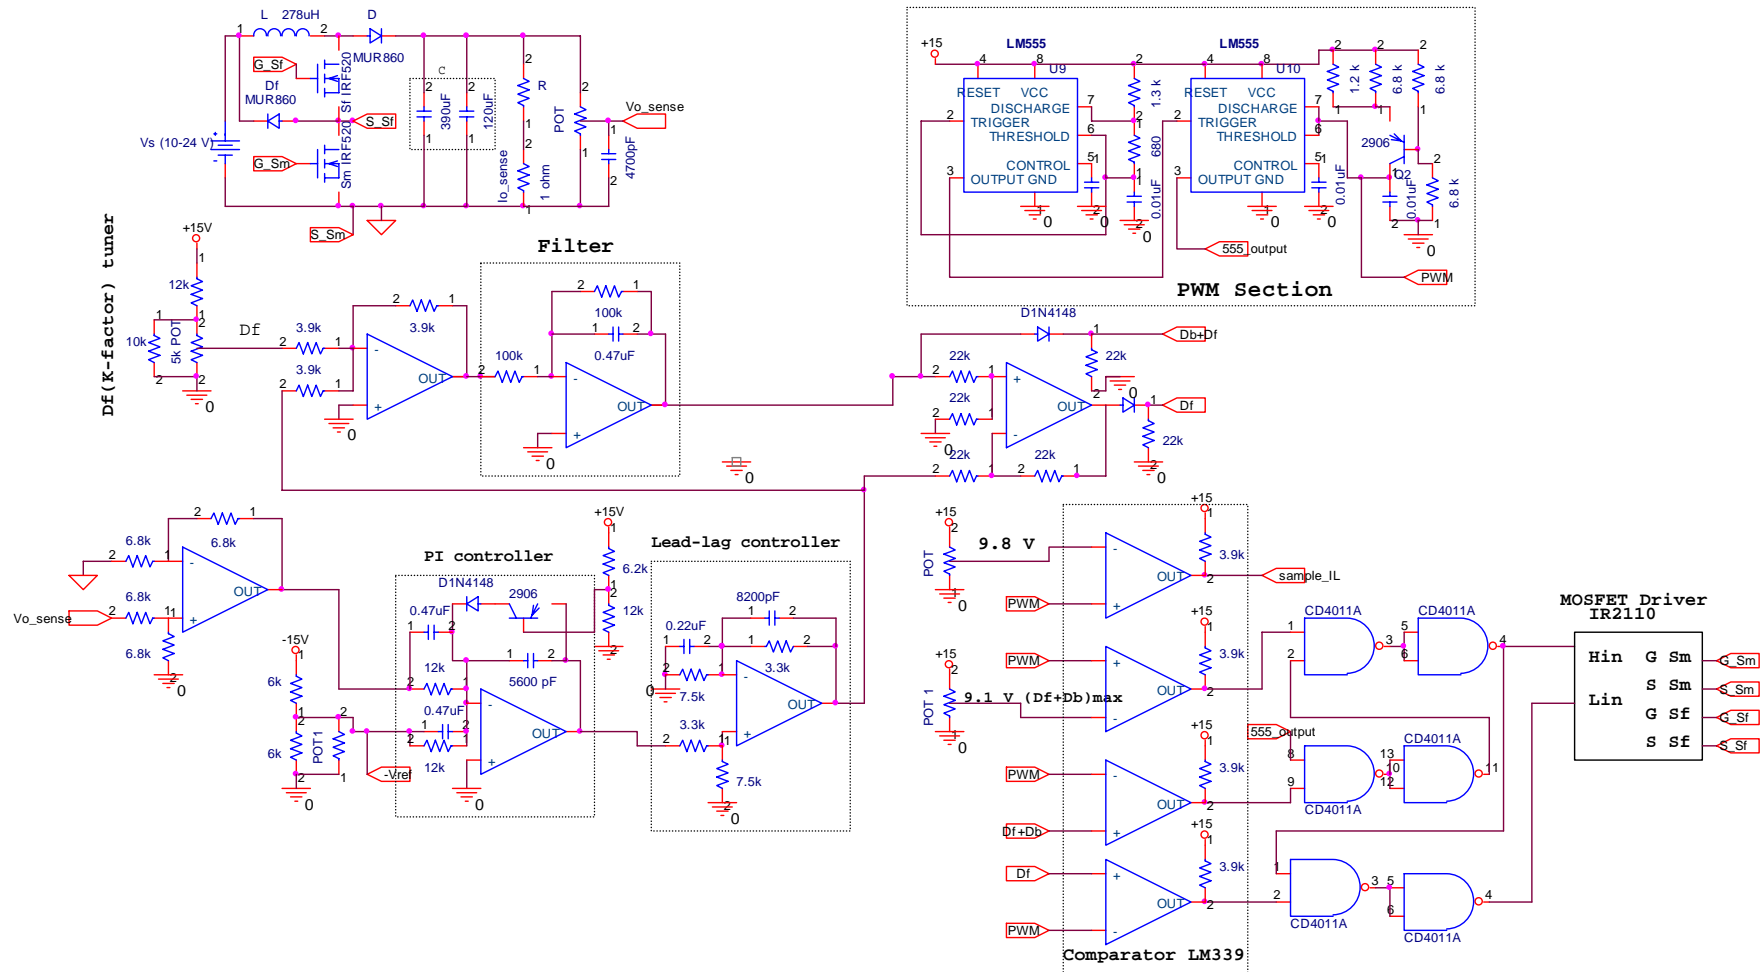 L 278uH
D
MUR860
1
2
G_Sf
Sf IRF520
Df
MUR860
S_Sf
Vs (10-24 V)
G_Sm
Sm IRF520
C
390uF
120uF
R
Io_sense
1 ohm
POT
Vo_sense
4700pF
S_Sm
+15
LM555
U9
RESET VCC
DISCHARGE
TRIGGER
THRESHOLD
CONTROL
OUTPUT GND
1.3 k
680
0.01uF
LM555
U10
RESET VCC
DISCHARGE
TRIGGER
THRESHOLD
CONTROL
OUTPUT GND
0.01uF
1.2 k
6.8 k
6.8 k
2906
Q2
0.01uF
6.8 k
555_output
PWM
PWM Section
Df(K-factor) tuner
+15V
12k
10k
5k POT
Df
3.9k
3.9k
3.9k
OUT
Filter
100k
100k
0.47uF
OUT
D1N4148
Db+Df
22k
22k
22k
22k
22k
OUT
Df
22k
6.8k
6.8k
6.8k
Vo_sense
6.8k
OUT
-15V
6k
6k
POT1
-Vref
PI controller
D1N4148
2906
0.47uF
12k
5600 pF
0.47uF
12k
OUT
+15V
6.2k
12k
Lead-lag controller
8200pF
0.22uF
3.3k
7.5k
3.3k
7.5k
OUT
+15
POT
9.8 V
PWM
OUT
+15
3.9k
sample_IL
+15
POT 1
PWM
9.1 V (Df+Db)max
OUT
+15
3.9k
PWM
Df+Db
OUT
+15
3.9k
Df
PWM
OUT
+15
3.9k
Comparator LM339
CD4011A
CD4011A
555_output
CD4011A
CD4011A
CD4011A
CD4011A
MOSFET Driver
IR2110
Hin G Sm
S Sm
Lin
G Sf
S Sf
G_Sm
S_Sm
G_Sf
S_Sf